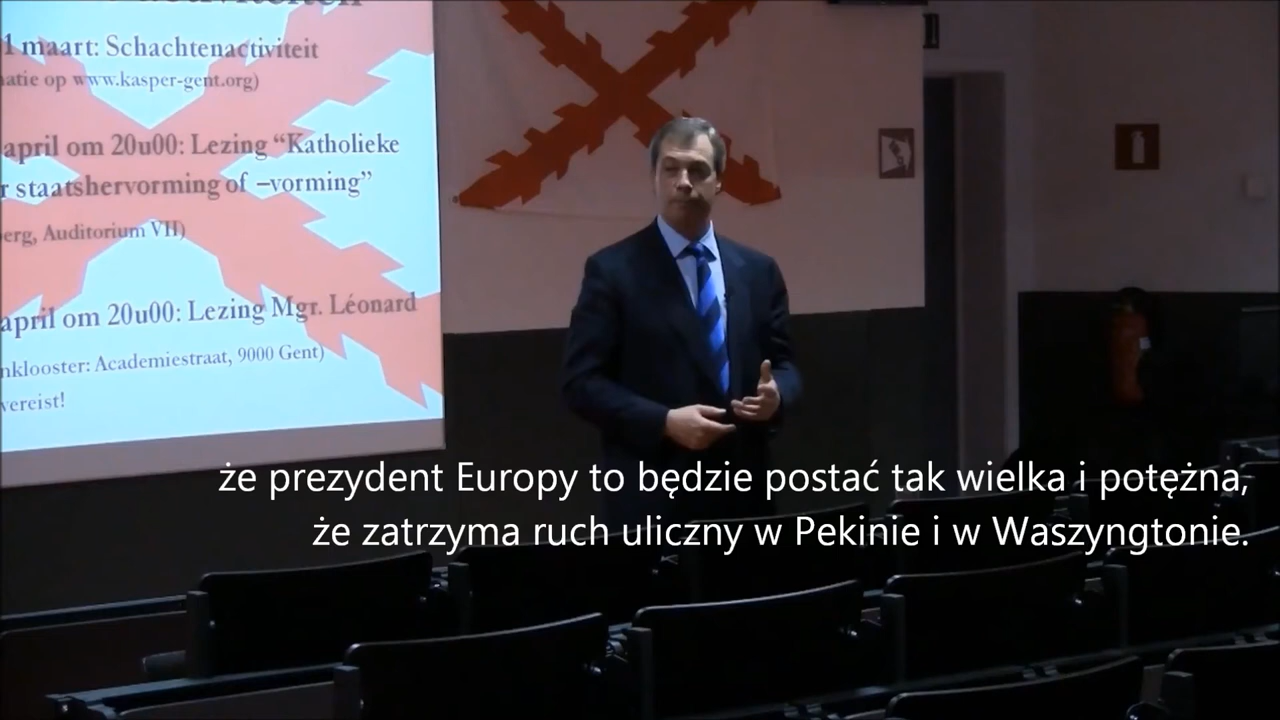 1 maart: Schachtenactiviteit
atie op www.kasper-gent.org)
april om 20u00: Lezing “Katholieke
r staatshervorming of –vorming”
erg, Auditorium VII)
april om 20u00: Lezing Mgr. Léonard
nklooster: Academiestraat, 9000 Gent)
vereist!
że prezydent Europy to będzie postać tak wielka i potężna,
że zatrzyma ruch uliczny w Pekinie i w Waszyngtonie.